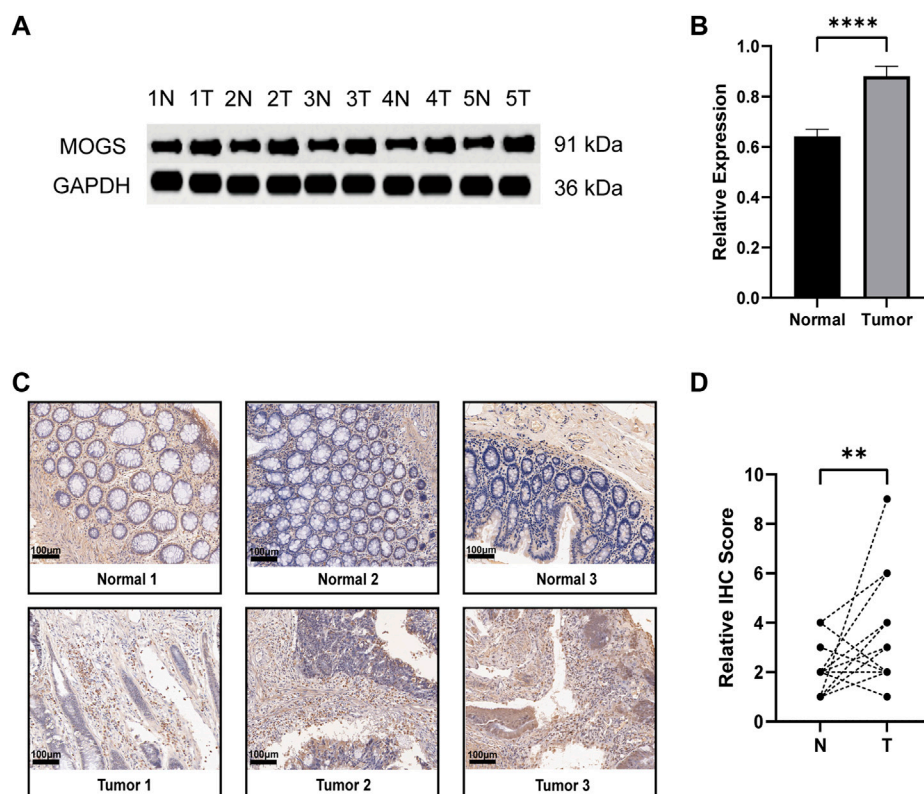 A
1N 1T 2N 2T 3N 3T 4N 4T 5N 5T
MOGS 91 kDa
GAPDH 36 kDa
B
****
Relative Expression
1.0
0.8
0.6
0.4
0.2
0.0
Normal Tumor
C
100μm
Normal 1
100μm
Normal 2
100μm
Normal 3
100μm
Tumor 1
100μm
Tumor 2
100μm
Tumor 3
D
**
Relative IHC Score
10
8
6
4
2
0
N T